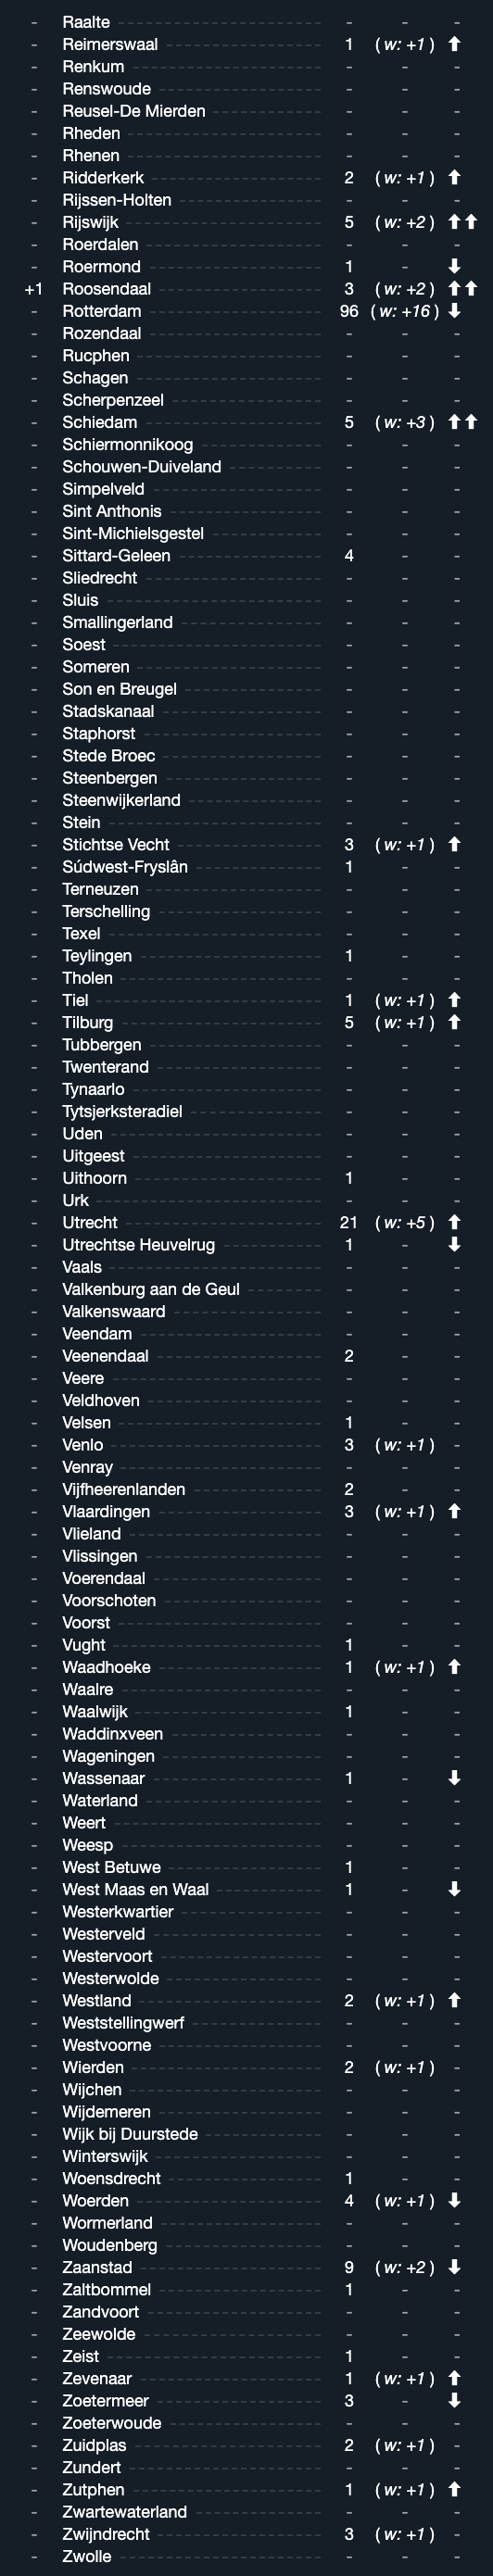 - Raalte - - -
- Reimerswaal 1 ( w: +1 ) ⬆
- Renkum - - -
- Renswoude - - -
- Reusel-De Mierden - - -
- Rheden - - -
- Rhenen - - -
- Ridderkerk 2 ( w: +1 ) ⬆
- Rijssen-Holten - - -
- Rijswijk 5 ( w: +2 ) ⬆⬆
- Roerdalen - - -
- Roermond 1 - ⬇
+1 Roosendaal 3 ( w: +2 ) ⬆⬆
- Rotterdam 96 ( w: +16 ) ⬇
- Rozendaal - - -
- Rucphen - - -
- Schagen - - -
- Scherpenzeel - - -
- Schiedam 5 ( w: +3 ) ⬆⬆
- Schiermonnikoog - - -
- Schouwen-Duiveland - - -
- Simpelveld - - -
- Sint Anthonis - - -
- Sint-Michielsgestel - - -
- Sittard-Geleen 4 - -
- Sliedrecht - - -
- Sluis - - -
- Smallingerland - - -
- Soest - - -
- Someren - - -
- Son en Breugel - - -
- Stadskanaal - - -
- Staphorst - - -
- Stede Broec - - -
- Steenbergen - - -
- Steenwijkerland - - -
- Stein - - -
- Stichtse Vecht 3 ( w: +1 ) ⬆
- Súdwest-Fryslân 1 - -
- Terneuzen - - -
- Terschelling - - -
- Texel - - -
- Teylingen 1 - -
- Tholen - - -
- Tiel 1 ( w: +1 ) ⬆
- Tilburg 5 ( w: +1 ) ⬆
- Tubbergen - - -
- Twenterand - - -
- Tynaarlo - - -
- Tytsjerksteradiel - - -
- Uden - - -
- Uitgeest - - -
- Uithoorn 1 - -
- Urk - - -
- Utrecht 21 ( w: +5 ) ⬆
- Utrechtse Heuvelrug 1 - ⬇
- Vaals - - -
- Valkenburg aan de Geul - - -
- Valkenswaard - - -
- Veendam - - -
- Veenendaal 2 - -
- Veere - - -
- Veldhoven - - -
- Velsen 1 - -
- Venlo 3 ( w: +1 ) -
- Venray - - -
- Vijfheerenlanden 2 - -
- Vlaardingen 3 ( w: +1 ) ⬆
- Vlieland - - -
- Vlissingen - - -
- Voerendaal - - -
- Voorschoten - - -
- Voorst - - -
- Vught 1 - -
- Waadhoeke 1 ( w: +1 ) ⬆
- Waalre - - -
- Waalwijk 1 - -
- Waddinxveen - - -
- Wageningen - - -
- Wassenaar 1 - ⬇
- Waterland - - -
- Weert - - -
- Weesp - - -
- West Betuwe 1 - -
- West Maas en Waal 1 - ⬇
- Westerkwartier - - -
- Westerveld - - -
- Westervoort - - -
- Westerwolde - - -
- Westland 2 ( w: +1 ) ⬆
- Weststellingwerf - - -
- Westvoorne - - -
- Wierden 2 ( w: +1 ) -
- Wijchen - - -
- Wijdemeren - - -
- Wijk bij Duurstede - - -
- Winterswijk - - -
- Woensdrecht 1 - -
- Woerden 4 ( w: +1 ) ⬇
- Wormerland - - -
- Woudenberg - - -
- Zaanstad 9 ( w: +2 ) ⬇
- Zaltbommel 1 - -
- Zandvoort - - -
- Zeewolde - - -
- Zeist 1 - -
- Zevenaar 1 ( w: +1 ) ⬆
- Zoetermeer 3 - ⬇
- Zoeterwoude - - -
- Zuidplas 2 ( w: +1 ) -
- Zundert - - -
- Zutphen 1 ( w: +1 ) ⬆
- Zwartewaterland - - -
- Zwijndrecht 3 ( w: +1 ) -
- Zwolle - - -